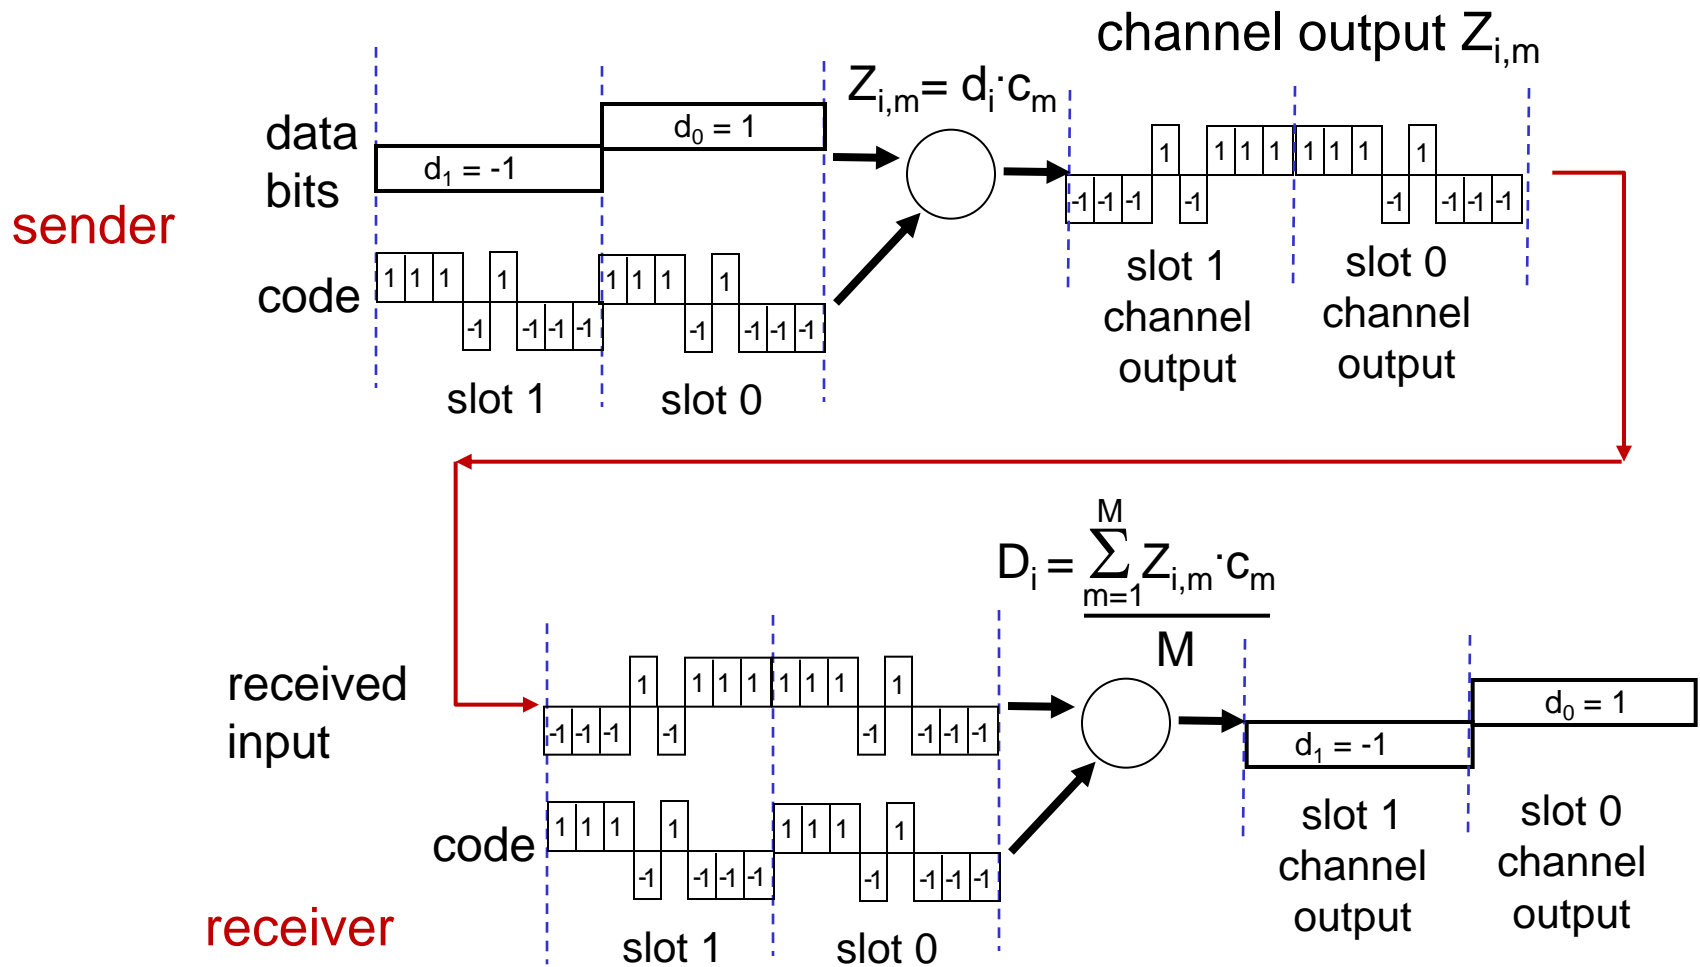 channel output Z_i,m
Z_i,m = d_i·c_m
data bits
d_1 = -1
d_0 = 1
sender
1 1 1 -1 1 -1 -1 -1 1 1 1 -1 1 -1 -1 -1
code
slot 1
slot 0
-1 -1 -1 1 -1 1 1 1 1 1 1 -1 1 -1 -1 -1
slot 1 channel output
slot 0 channel output
D_i = Σ_{m=1}^{M} Z_i,m·c_m
M
received input
-1 -1 -1 1 -1 1 1 1 1 1 1 -1 1 -1 -1 -1
code
1 1 1 -1 1 -1 -1 -1 1 1 1 -1 1 -1 -1 -1
d_1 = -1
d_0 = 1
slot 1 channel output
slot 0 channel output
receiver
slot 1
slot 0